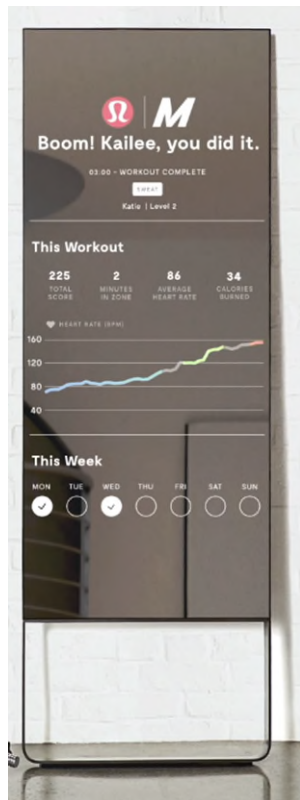 M
Boom! Kailee, you did it.
03:00 - WORKOUT COMPLETE
SWEAT
Katie | Level 2
This Workout
225 2 86 34
TOTAL SCORE MINUTES IN ZONE AVERAGE HEART RATE CALORIES BURNED
HEART RATE (BPM)
160
120
80
40
This Week
MON TUE WED THU FRI SAT SUN